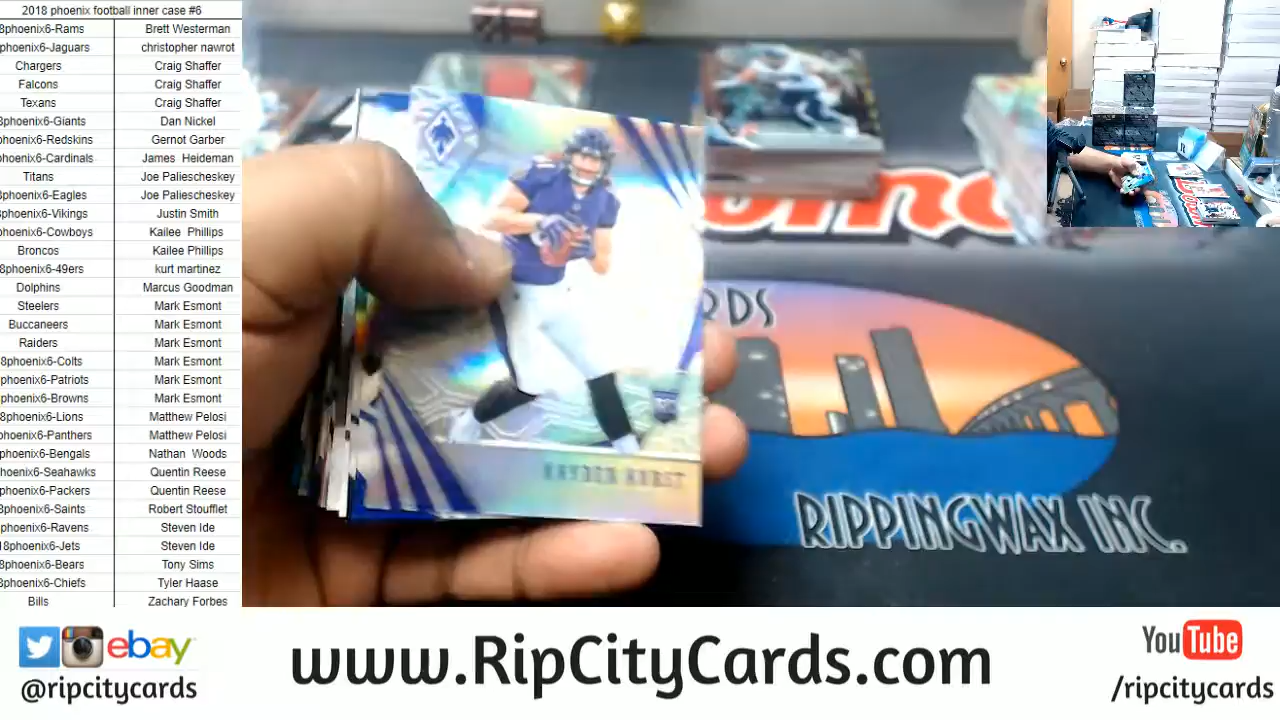 2018 phoenix football inner case #6
8phoenix6-Rams Brett Westerman
phoenix6-Jaguars christopher nawrot
Chargers Craig Shaffer
Falcons Craig Shaffer
Texans Craig Shaffer
8phoenix6-Giants Dan Nickel
phoenix6-Redskins Gernot Garber
phoenix6-Cardinals James Heideman
Titans Joe Paliescheskey
8phoenix6-Eagles Joe Paliescheskey
8phoenix6-Vikings Justin Smith
phoenix6-Cowboys Kailee Phillips
Broncos Kailee Phillips
8phoenix6-49ers kurt martinez
Dolphins Marcus Goodman
Steelers Mark Esmont
Buccaneers Mark Esmont
Raiders Mark Esmont
8phoenix6-Colts Mark Esmont
phoenix6-Patriots Mark Esmont
phoenix6-Browns Mark Esmont
8phoenix6-Lions Matthew Pelosi
phoenix6-Panthers Matthew Pelosi
phoenix6-Bengals Nathan Woods
hoenix6-Seahawks Quentin Reese
phoenix6-Packers Quentin Reese
8phoenix6-Saints Robert Stoufflet
phoenix6-Ravens Steven Ide
18phoenix6-Jets Steven Ide
8phoenix6-Bears Tony Sims
8phoenix6-Chiefs Tyler Haase
Bills Zachary Forbes
HAYDEN HURST
RDS
RIPPINGWAX INC.
ebay
@ripcitycards
www.RipCityCards.com
YouTube
/ripcitycards